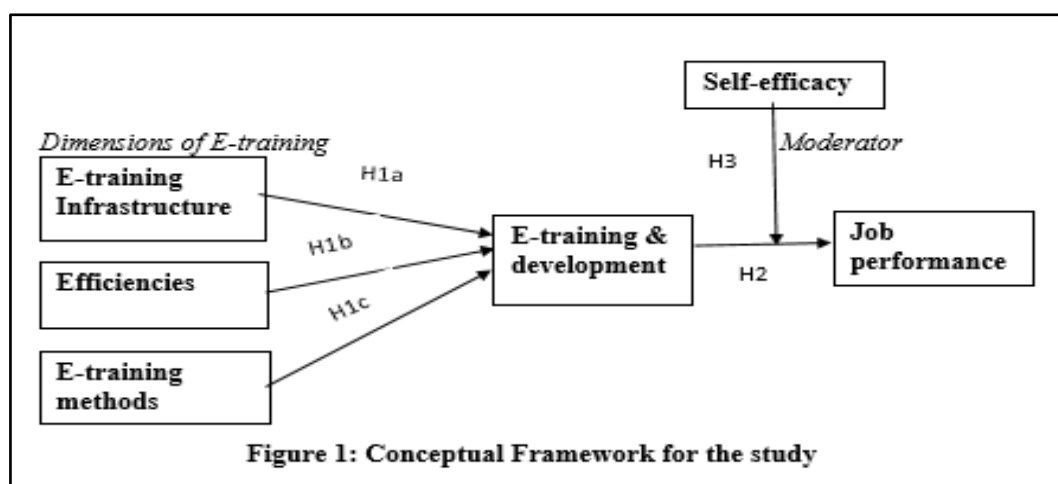 Self-efficacy
Dimensions of E-training
Moderator
E-training
Infrastructure
H1a
H3
H1b
E-training &
development
Job
performance
Efficiencies
H2
H1c
E-training
methods
Figure 1: Conceptual Framework for the study